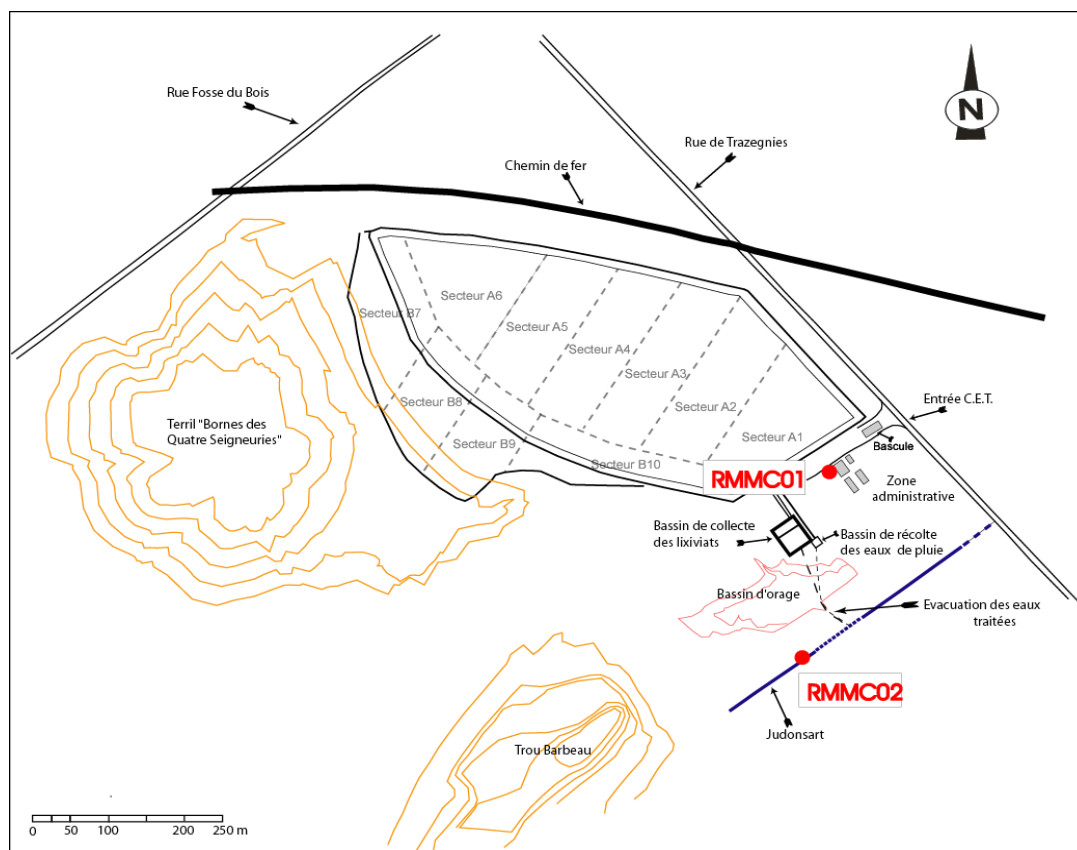 Rue Fosse du Bois
N
Rue de Trazegnies
Chemin de fer
Secteur A6
Secteur B7
Secteur A5
Secteur A4
Secteur A3
Secteur A2
Secteur A1
Secteur B8
Secteur B9
Secteur B10
Entrée C.E.T.
Terril "Bornes des
Quatre Seigneuries"
Bascule
RMMC01
Zone
administrative
Bassin de collecte
des lixiviats
Bassin de récolte
des eaux de pluie
Bassin d'orage
Evacuation des eaux
traitées
RMMC02
Judonsart
Trou Barbeau
0 50 100 200 250 m